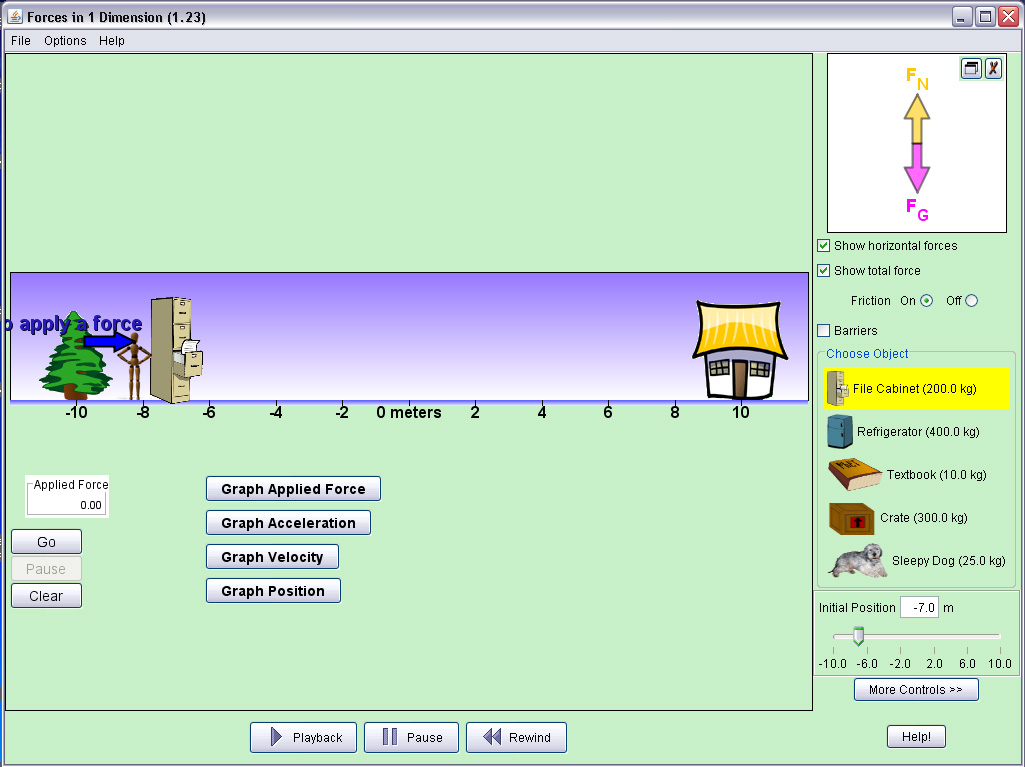 Forces in 1 Dimension (1.23)
File Options Help
F N
F G
Show horizontal forces
Show total force
Friction On Off
Barriers
Choose Object
File Cabinet (200.0 kg)
Refrigerator (400.0 kg)
Textbook (10.0 kg)
Crate (300.0 kg)
Sleepy Dog (25.0 kg)
Initial Position -7.0 m
-10.0 -6.0 -2.0 2.0 6.0 10.0
More Controls >>
Help!
apply a force
-10 -8 -6 -4 -2 0 meters 2 4 6 8 10
Applied Force
0.00
Go
Pause
Clear
Graph Applied Force
Graph Acceleration
Graph Velocity
Graph Position
Playback Pause Rewind